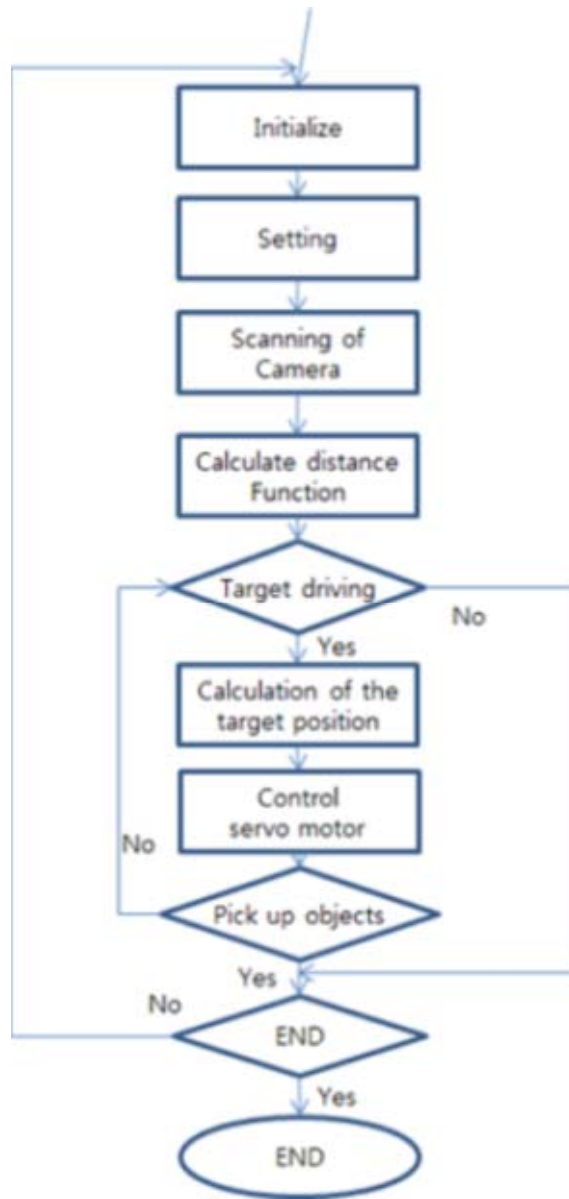 Initialize
Setting
Scanning of
Camera
Calculate distance
Function
Target driving
No
Yes
Calculation of the
target position
Control
servo motor
No
Pick up objects
Yes
No
END
Yes
END